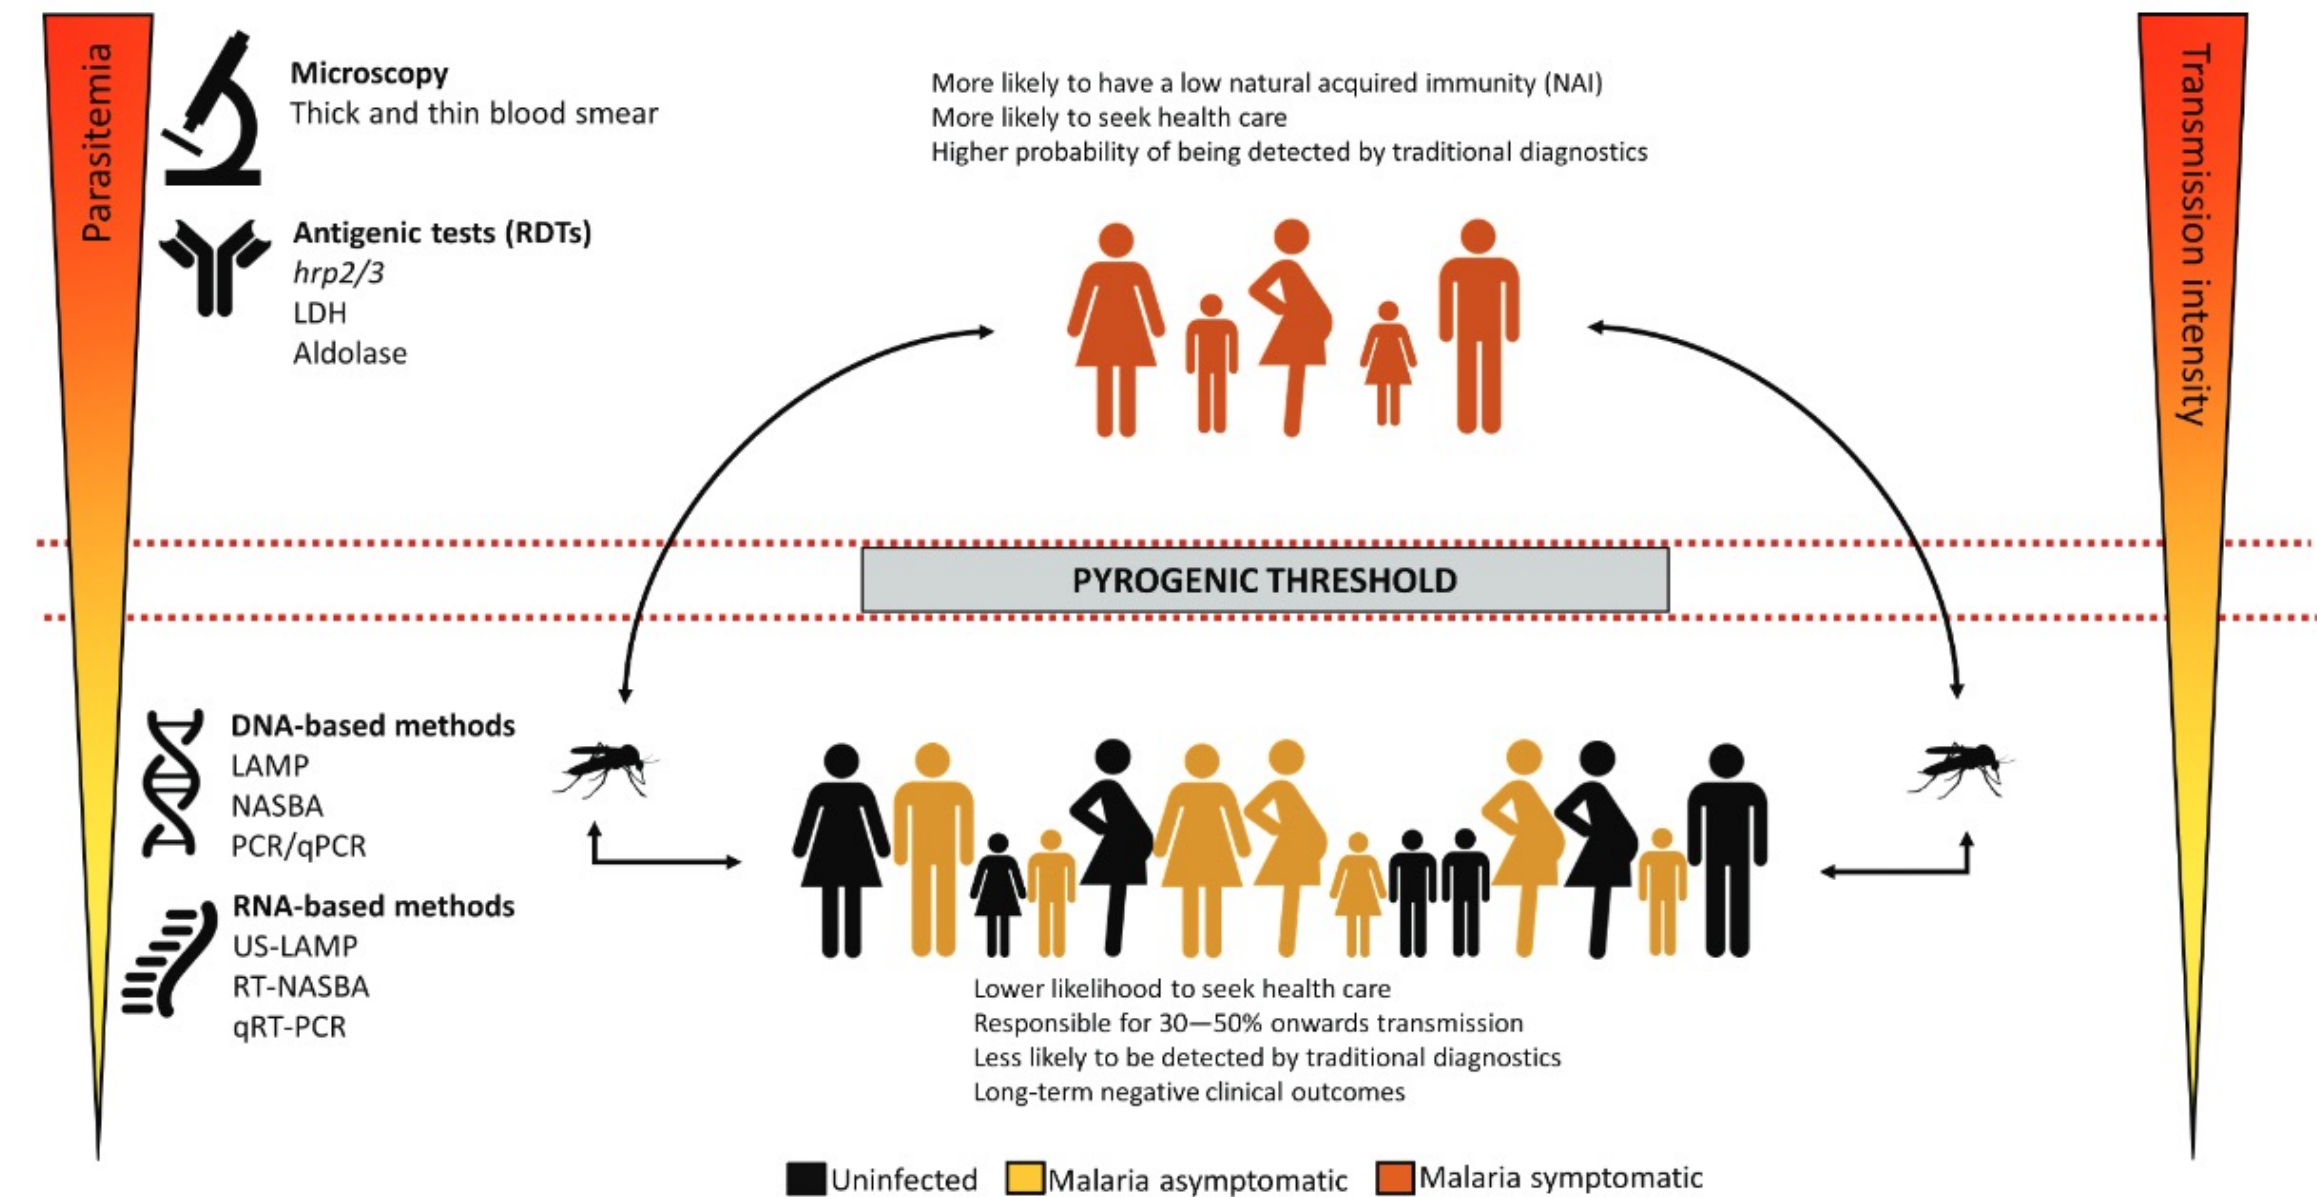 Parasitemia
Microscopy
Thick and thin blood smear
Antigenic tests (RDTs)
hrp2/3
LDH
Aldolase
More likely to have a low natural acquired immunity (NAI)
More likely to seek health care
Higher probability of being detected by traditional diagnostics
Transmission intensity
PYROGENIC THRESHOLD
DNA-based methods
LAMP
NASBA
PCR/qPCR
RNA-based methods
US-LAMP
RT-NASBA
qRT-PCR
Lower likelihood to seek health care
Responsible for 30—50% onwards transmission
Less likely to be detected by traditional diagnostics
Long-term negative clinical outcomes
Uninfected Malaria asymptomatic Malaria symptomatic